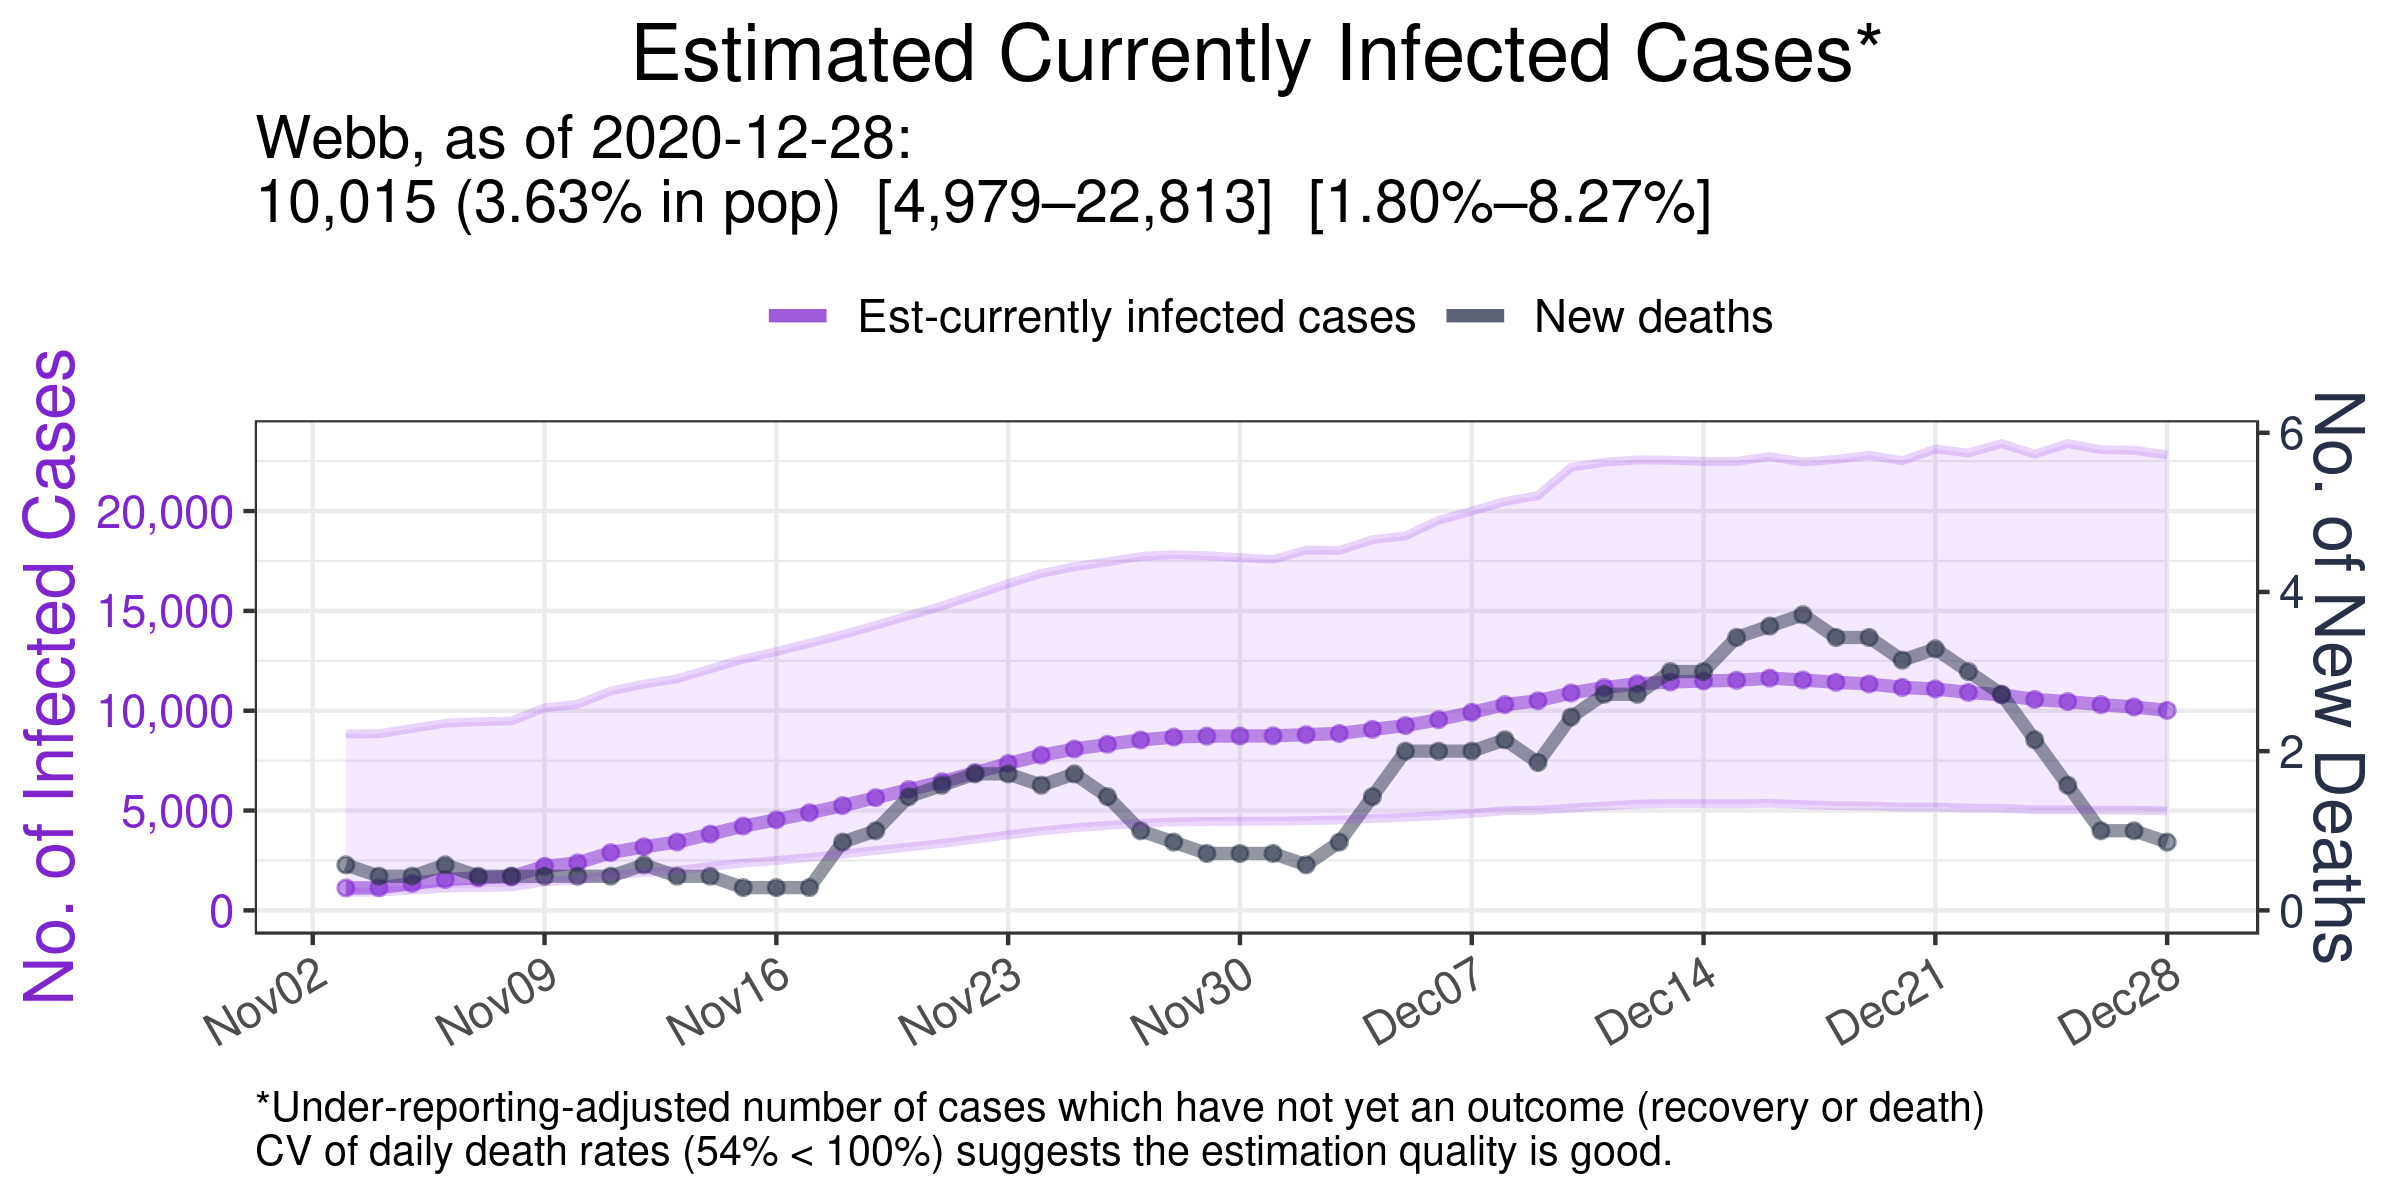 Estimated Currently Infected Cases*
Webb, as of 2020-12-28:
10,015 (3.63% in pop)  [4,979–22,813]  [1.80%–8.27%]
Est-currently infected cases
New deaths
No. of Infected Cases
20,000
15,000
10,000
5,000
0
6
4
2
0
No. of New Deaths
Nov02
Nov09
Nov16
Nov23
Nov30
Dec07
Dec14
Dec21
Dec28
*Under-reporting-adjusted number of cases which have not yet an outcome (recovery or death)
CV of daily death rates (54% < 100%) suggests the estimation quality is good.